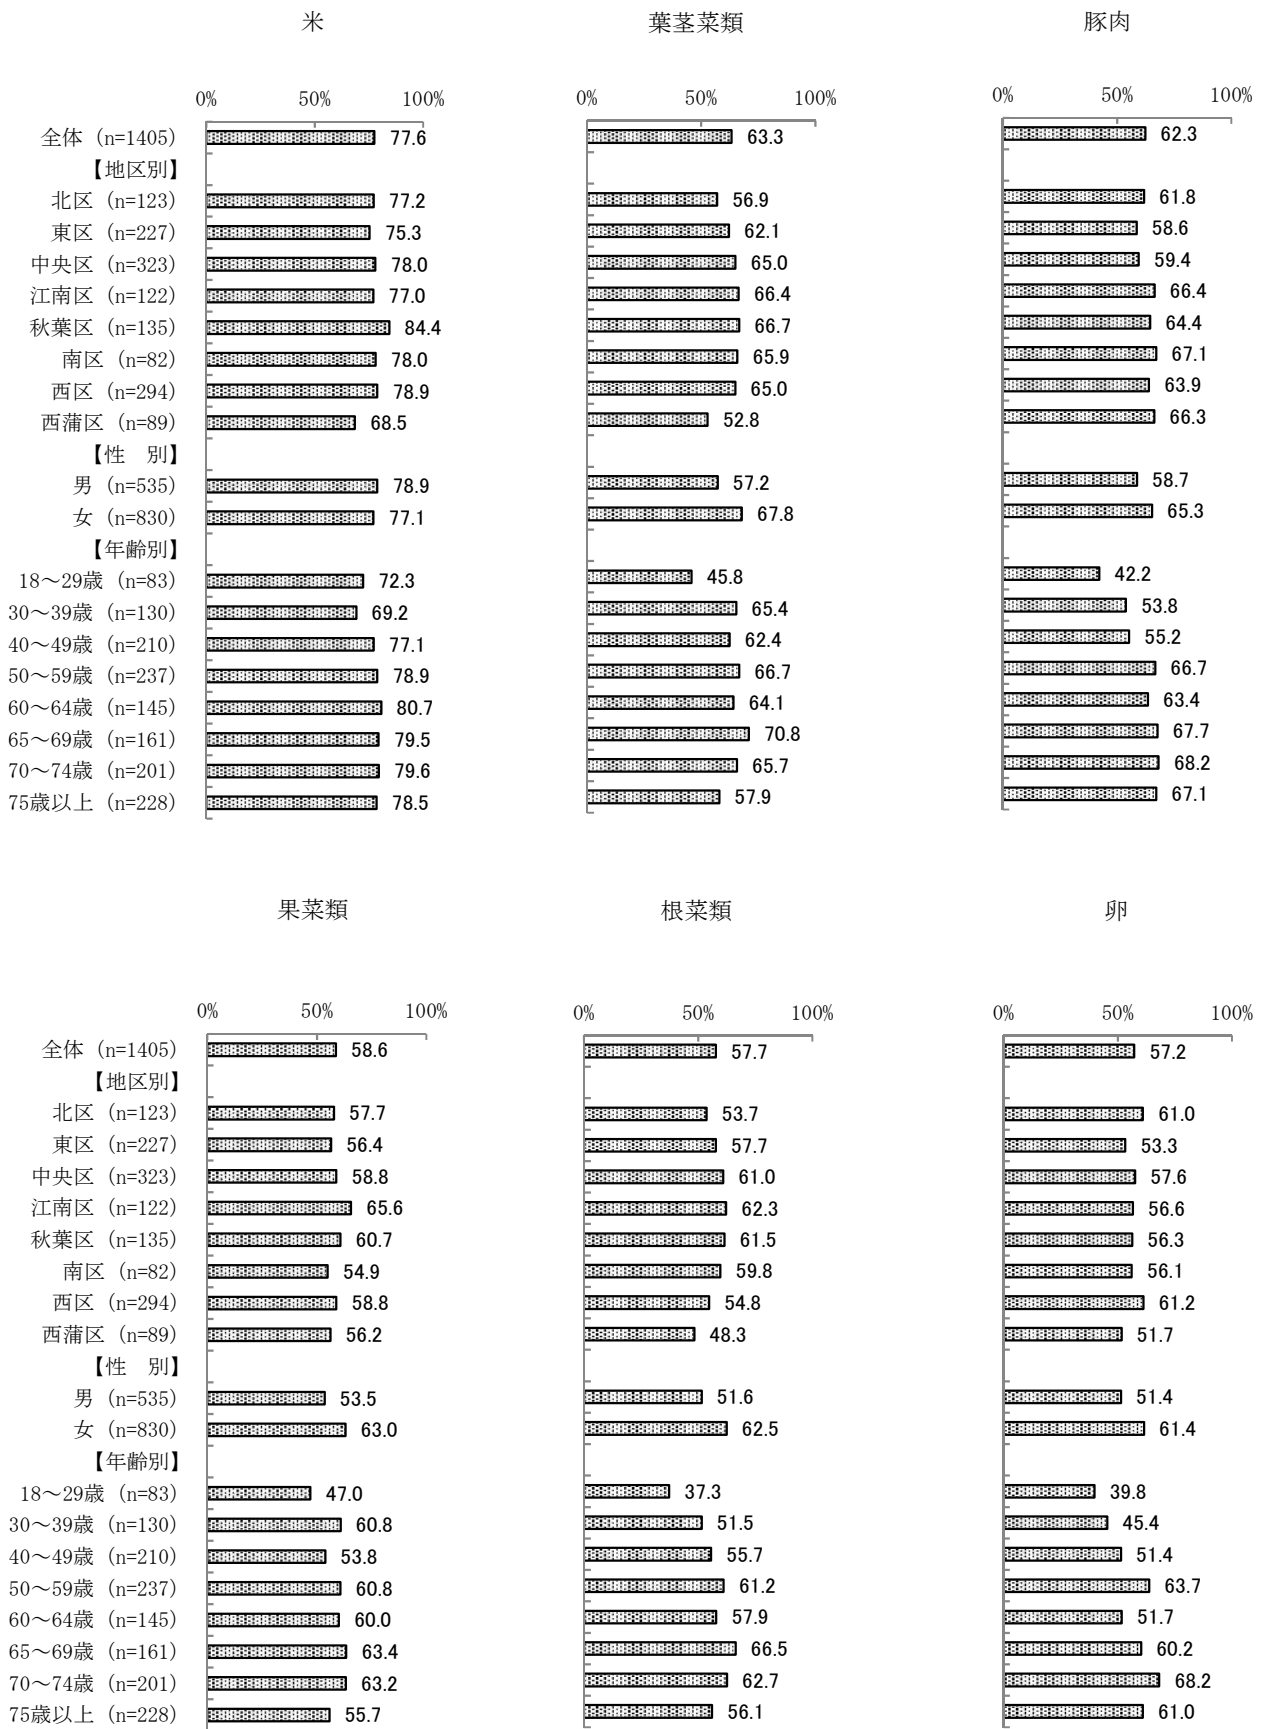 米 葉茎菜類 豚肉
0% 50% 100% 0% 50% 100% 0% 50% 100%
全体 (n=1405) 77.6 63.3 62.3
【地区別】
北区 (n=123) 77.2 56.9 61.8
東区 (n=227) 75.3 62.1 58.6
中央区 (n=323) 78.0 65.0 59.4
江南区 (n=122) 77.0 66.4 66.4
秋葉区 (n=135) 84.4 66.7 64.4
南区 (n=82) 78.0 65.9 67.1
西区 (n=294) 78.9 65.0 63.9
西蒲区 (n=89) 68.5 52.8 66.3
【性　別】
男 (n=535) 78.9 57.2 58.7
女 (n=830) 77.1 67.8 65.3
【年齢別】
18～29歳 (n=83) 72.3 45.8 42.2
30～39歳 (n=130) 69.2 65.4 53.8
40～49歳 (n=210) 77.1 62.4 55.2
50～59歳 (n=237) 78.9 66.7 66.7
60～64歳 (n=145) 80.7 64.1 63.4
65～69歳 (n=161) 79.5 70.8 67.7
70～74歳 (n=201) 79.6 65.7 68.2
75歳以上 (n=228) 78.5 57.9 67.1
果菜類 根菜類 卵
0% 50% 100% 0% 50% 100% 0% 50% 100%
全体 (n=1405) 58.6 57.7 57.2
【地区別】
北区 (n=123) 57.7 53.7 61.0
東区 (n=227) 56.4 57.7 53.3
中央区 (n=323) 58.8 61.0 57.6
江南区 (n=122) 65.6 62.3 56.6
秋葉区 (n=135) 60.7 61.5 56.3
南区 (n=82) 54.9 59.8 56.1
西区 (n=294) 58.8 54.8 61.2
西蒲区 (n=89) 56.2 48.3 51.7
【性　別】
男 (n=535) 53.5 51.6 51.4
女 (n=830) 63.0 62.5 61.4
【年齢別】
18～29歳 (n=83) 47.0 37.3 39.8
30～39歳 (n=130) 60.8 51.5 45.4
40～49歳 (n=210) 53.8 55.7 51.4
50～59歳 (n=237) 60.8 61.2 63.7
60～64歳 (n=145) 60.0 57.9 51.7
65～69歳 (n=161) 63.4 66.5 60.2
70～74歳 (n=201) 63.2 62.7 68.2
75歳以上 (n=228) 55.7 56.1 61.0